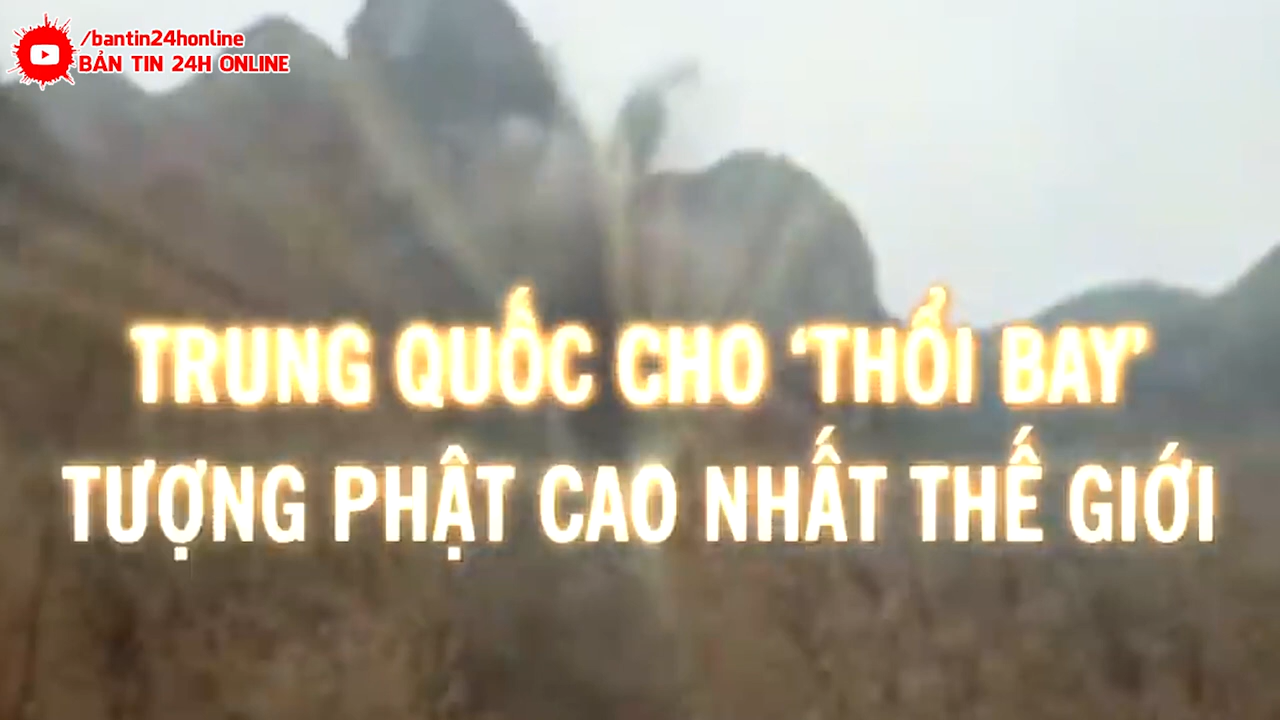 /bantin24honline
BẢN TIN 24H ONLINE
TRUNG QUỐC CHO ‘THỔI BAY’
TƯỢNG PHẬT CAO NHẤT THẾ GIỚI